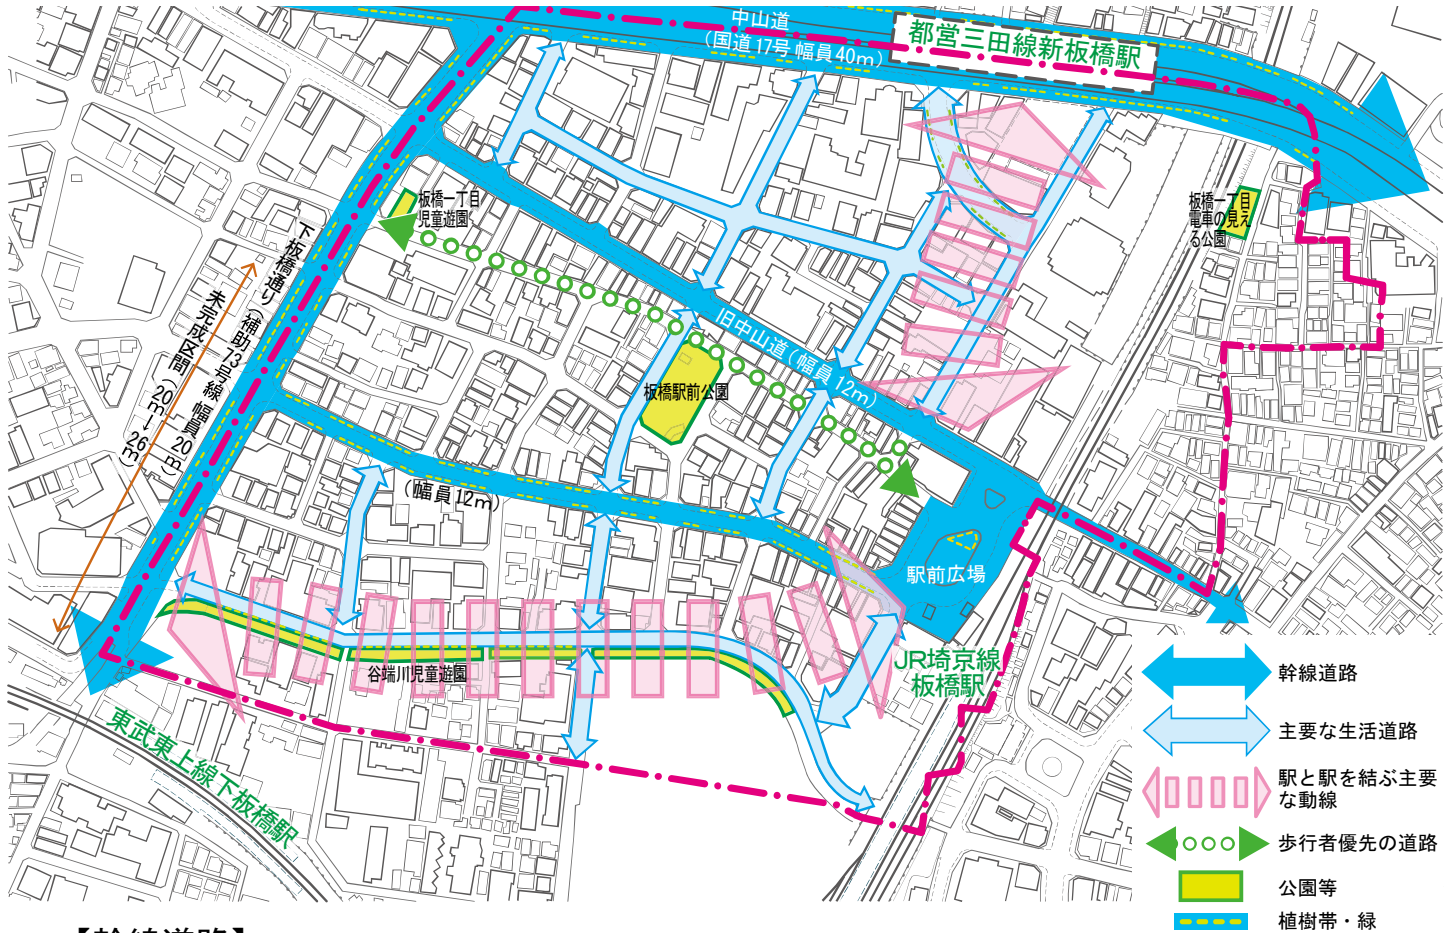 中山道
（国道17号 幅員40m）
都営三田線新板橋駅
板橋一丁目
児童遊園
板橋一丁目
電車の見え
る公園
下板橋通り（補助73号線 幅員20m）
未完成区間（20m→26m）
旧中山道（幅員12m）
板橋駅前公園
（幅員12m）
駅前広場
JR埼京線
板橋駅
谷端川児童遊園
東武東上線下板橋駅
幹線道路
主要な生活道路
駅と駅を結ぶ主要
な動線
歩行者優先の道路
公園等
植樹帯・緑
【幹線道路】